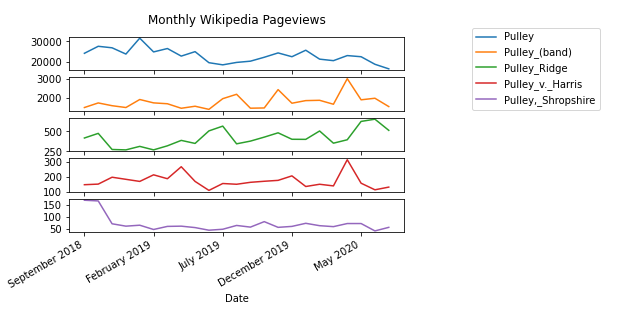 Monthly Wikipedia Pageviews
Pulley
Pulley_(band)
Pulley_Ridge
Pulley_v._Harris
Pulley,_Shropshire
30000
20000
3000
2000
500
250
300
200
100
150
100
50
September 2018
February 2019
July 2019
December 2019
May 2020
Date